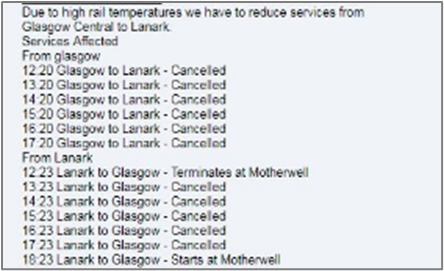 Due to high rail temperatures we have to reduce services from
Glasgow Central to Lanark.
Services Affected
From glasgow
12:20 Glasgow to Lanark - Cancelled
13:20 Glasgow to Lanark - Cancelled
14:20 Glasgow to Lanark - Cancelled
15:20 Glasgow to Lanark - Cancelled
16:20 Glasgow to Lanark - Cancelled
17:20 Glasgow to Lanark - Cancelled
From Lanark
12:23 Lanark to Glasgow - Terminates at Motherwell
13:23 Lanark to Glasgow - Cancelled
14:23 Lanark to Glasgow - Cancelled
15:23 Lanark to Glasgow - Cancelled
16:23 Lanark to Glasgow - Cancelled
17:23 Lanark to Glasgow - Cancelled
18:23 Lanark to Glasgow - Starts at Motherwell